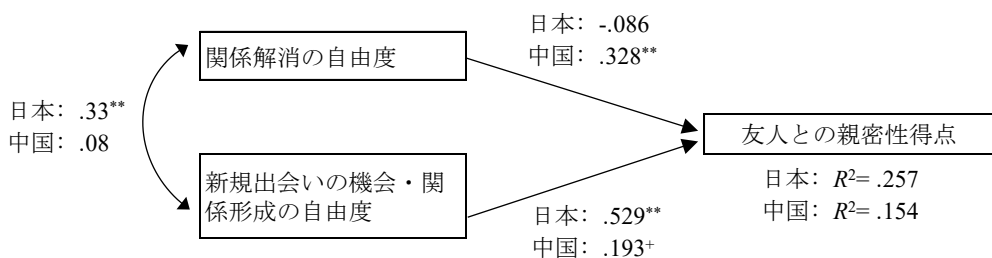 日本：-.086
中国：.328**
関係解消の自由度
日本：.33**
中国：.08
友人との親密性得点
日本：R²= .257
中国：R²= .154
新規出会いの機会・関
係形成の自由度
日本：.529**
中国：.193⁺